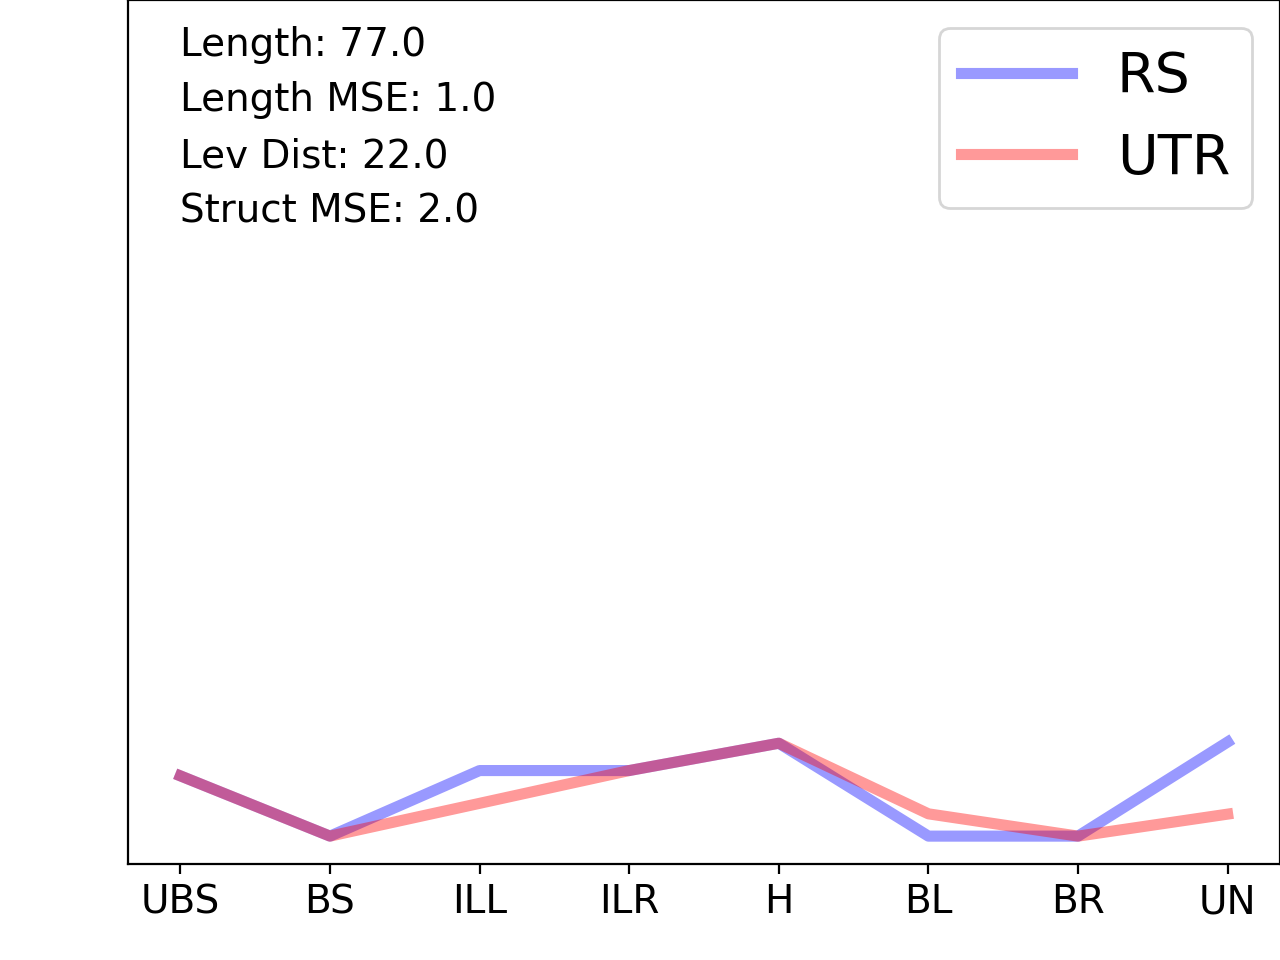 Length: 77.0
Length MSE: 1.0
Lev Dist: 22.0
Struct MSE: 2.0
RS
UTR
UBS BS ILL ILR H BL BR UN